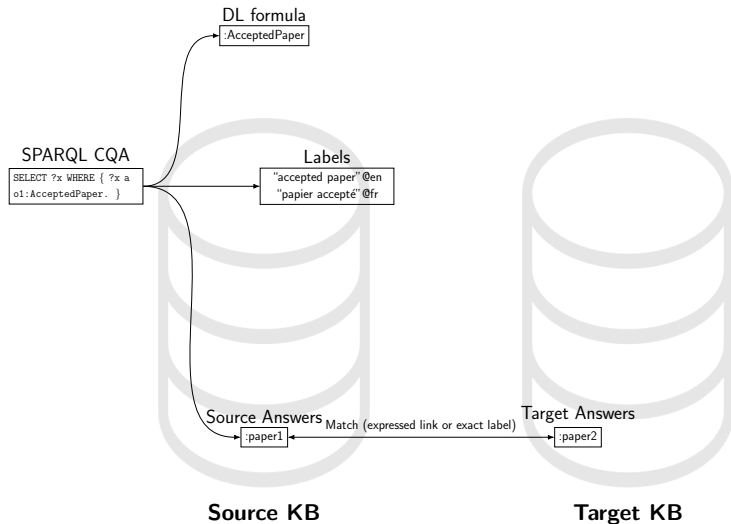 DL formula
:AcceptedPaper
SPARQL CQA
SELECT ?x WHERE { ?x a
o1:AcceptedPaper. }
Labels
“accepted paper”@en
“papier accepté”@fr
Source Answers
:paper1
Match (expressed link or exact label)
Target Answers
:paper2
Source KB
Target KB